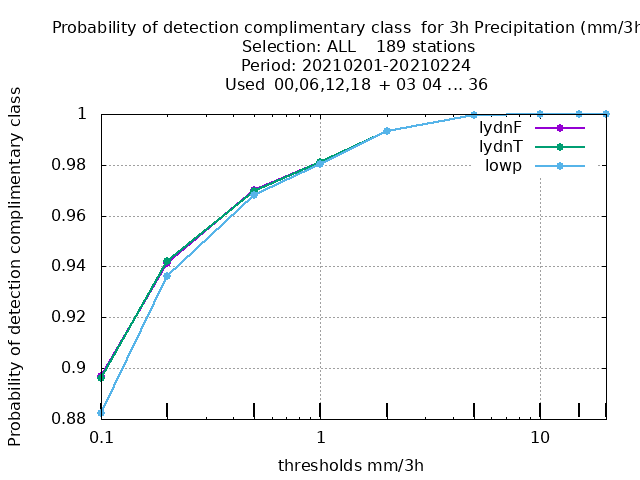 Probability of detection complimentary class for 3h Precipitation (mm/3h
Selection: ALL 189 stations
Period: 20210201-20210224
Used 00,06,12,18 + 03 04 ... 36
Probability of detection complimentary class
1
0.98
0.96
0.94
0.92
0.9
0.88
lydnF
lydnT
lowp
0.1 1 10
thresholds mm/3h